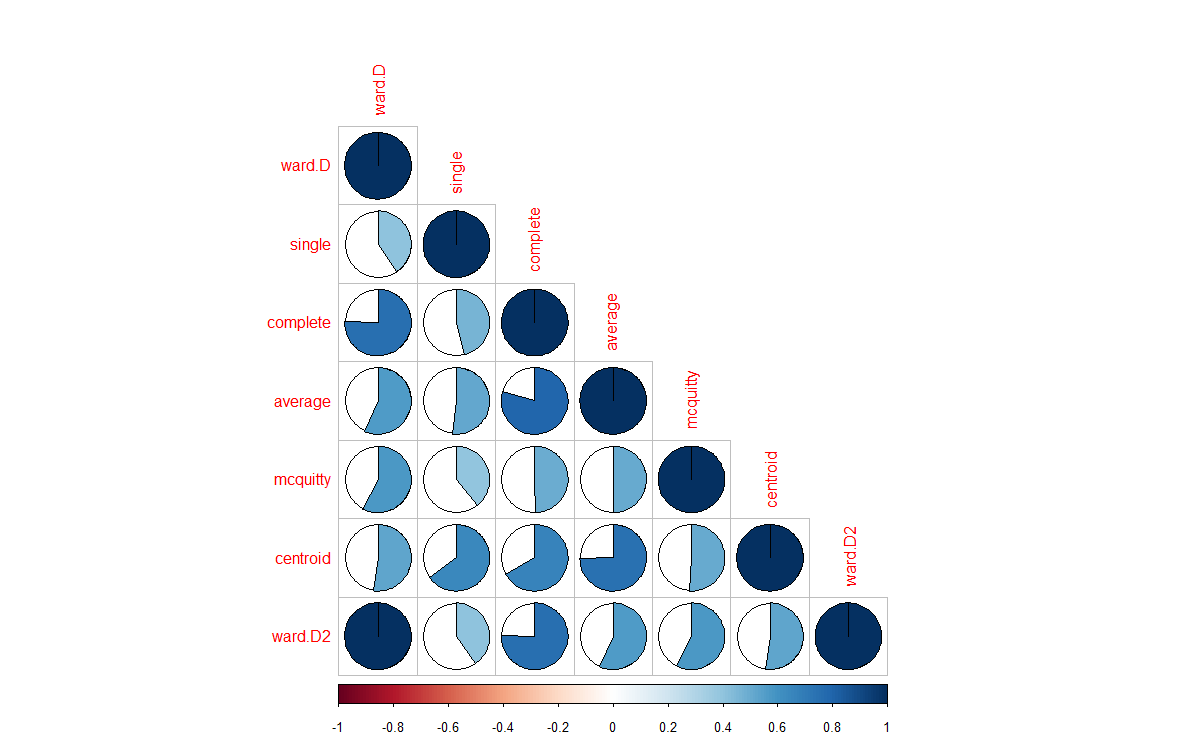 ward.D
ward.D
single
single
complete
complete
average
average
mcquitty
mcquitty
centroid
centroid
ward.D2
ward.D2
-1 -0.8 -0.6 -0.4 -0.2 0 0.2 0.4 0.6 0.8 1